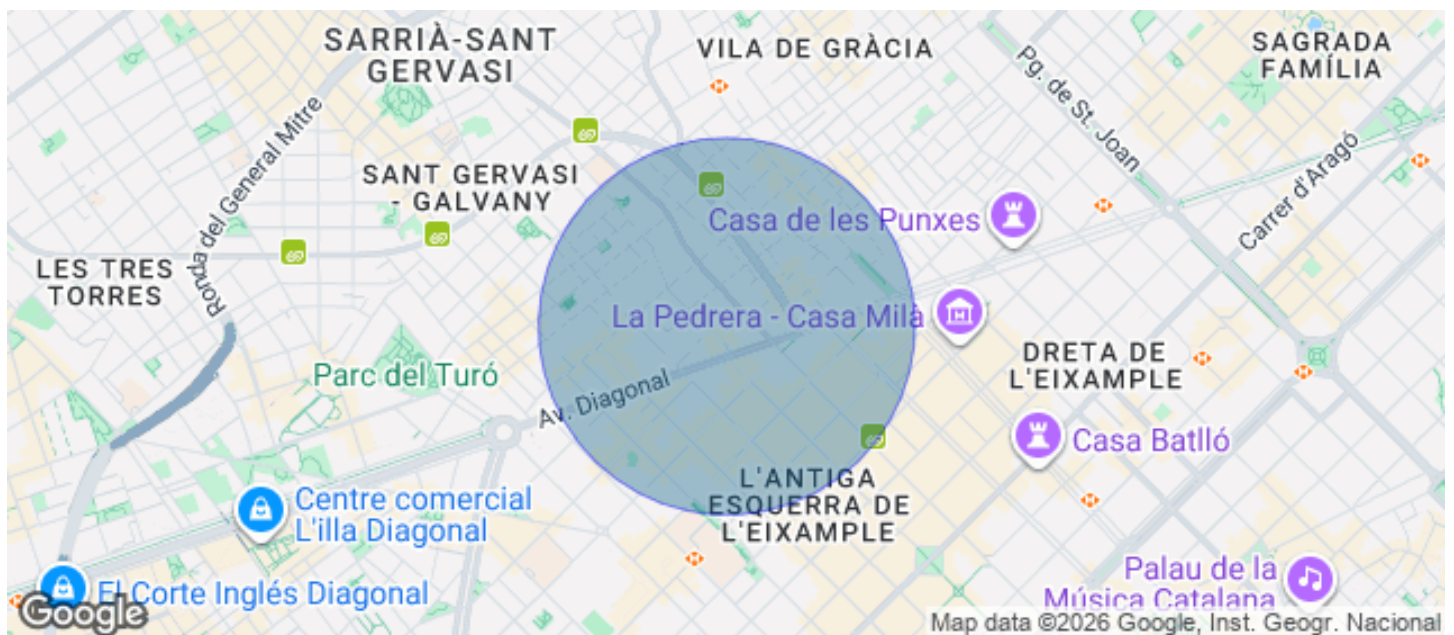 SARRIÀ-SANT
GERVASI
VILA DE GRÀCIA
SAGRADA
FAMÍLIA
Pg. de St. Joan
Ronda del General Mitre
SANT GERVASI
- GALVANY
Carrer d'Aragó
Casa de les Punxes
LES TRES
TORRES
La Pedrera - Casa Milà
DRETA DE
L'EIXAMPLE
Parc del Turó
Av. Diagonal
Casa Batlló
L'ANTIGA
ESQUERRA DE
L'EIXAMPLE
Centre comercial
L'illa Diagonal
Palau de la
Música Catalana
El Corte Inglés Diagonal
Google
Map data ©2026 Google, Inst. Geogr. Nacional